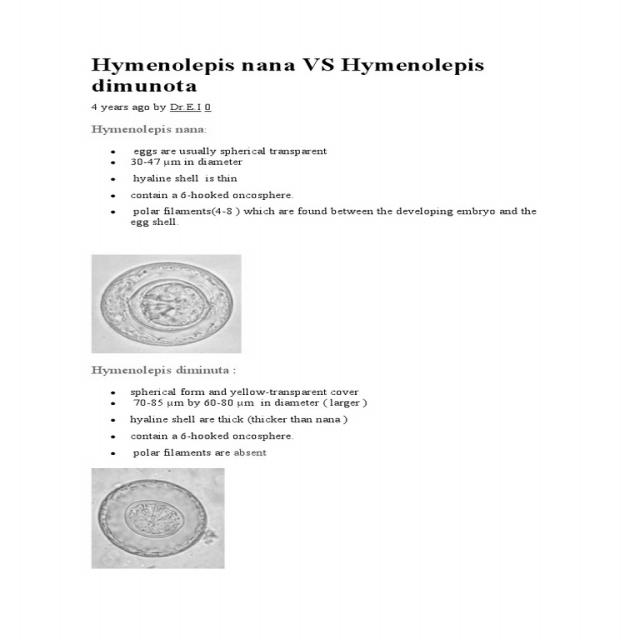 Hymenolepis nana VS Hymenolepis
dimunota
4 years ago by Dr.E.I 0
Hymenolepis nana:
• eggs are usually spherical transparent
• 30-47 µm in diameter
• hyaline shell is thin
• contain a 6-hooked oncosphere.
• polar filaments(4-8 ) which are found between the developing embryo and the
egg shell.
Hymenolepis diminuta :
• spherical form and yellow-transparent cover
• 70-85 µm by 60-80 µm in diameter ( larger )
• hyaline shell are thick (thicker than nana )
• contain a 6-hooked oncosphere.
• polar filaments are absent